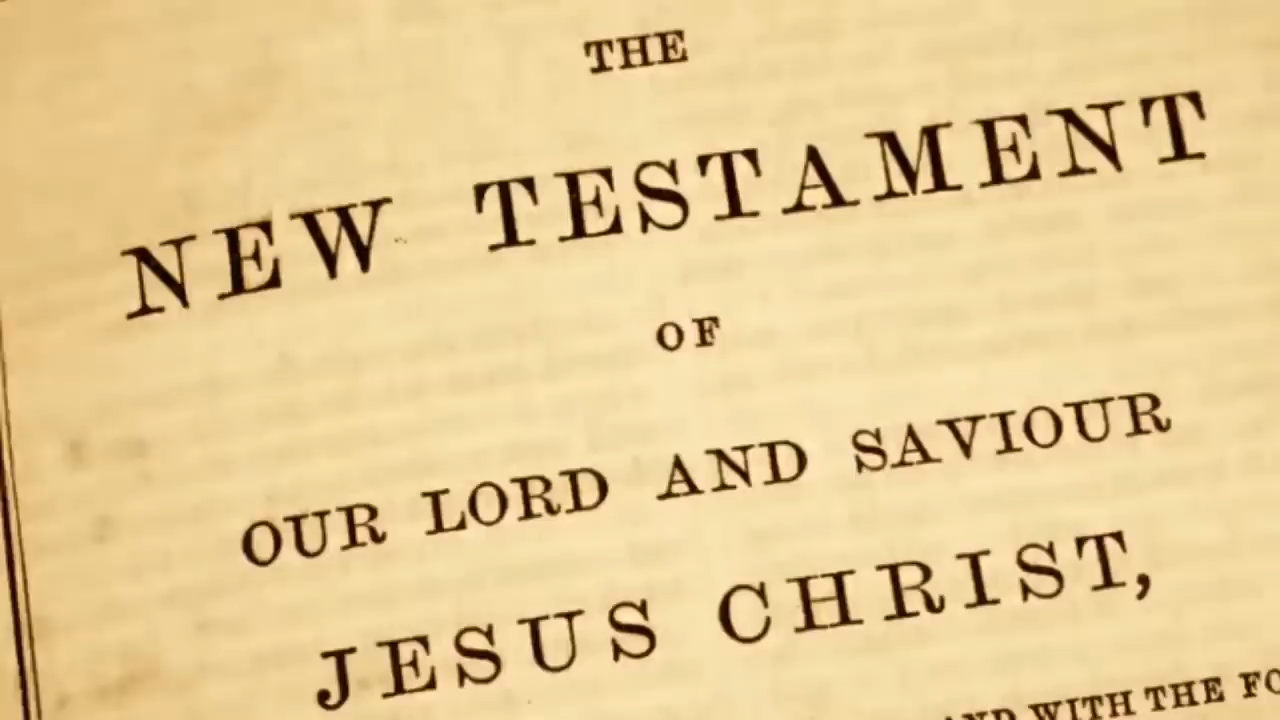 THE
NEW TESTAMENT
OF
OUR LORD AND SAVIOUR
JESUS CHRIST,
WITH THE